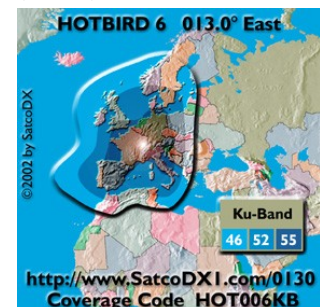 HOTBIRD 6 013.0° East
©2002 by SatcoDX
Ku-Band
46 52 55
http://www.SatcoDX1.com/0130
Coverage Code HOT006KB